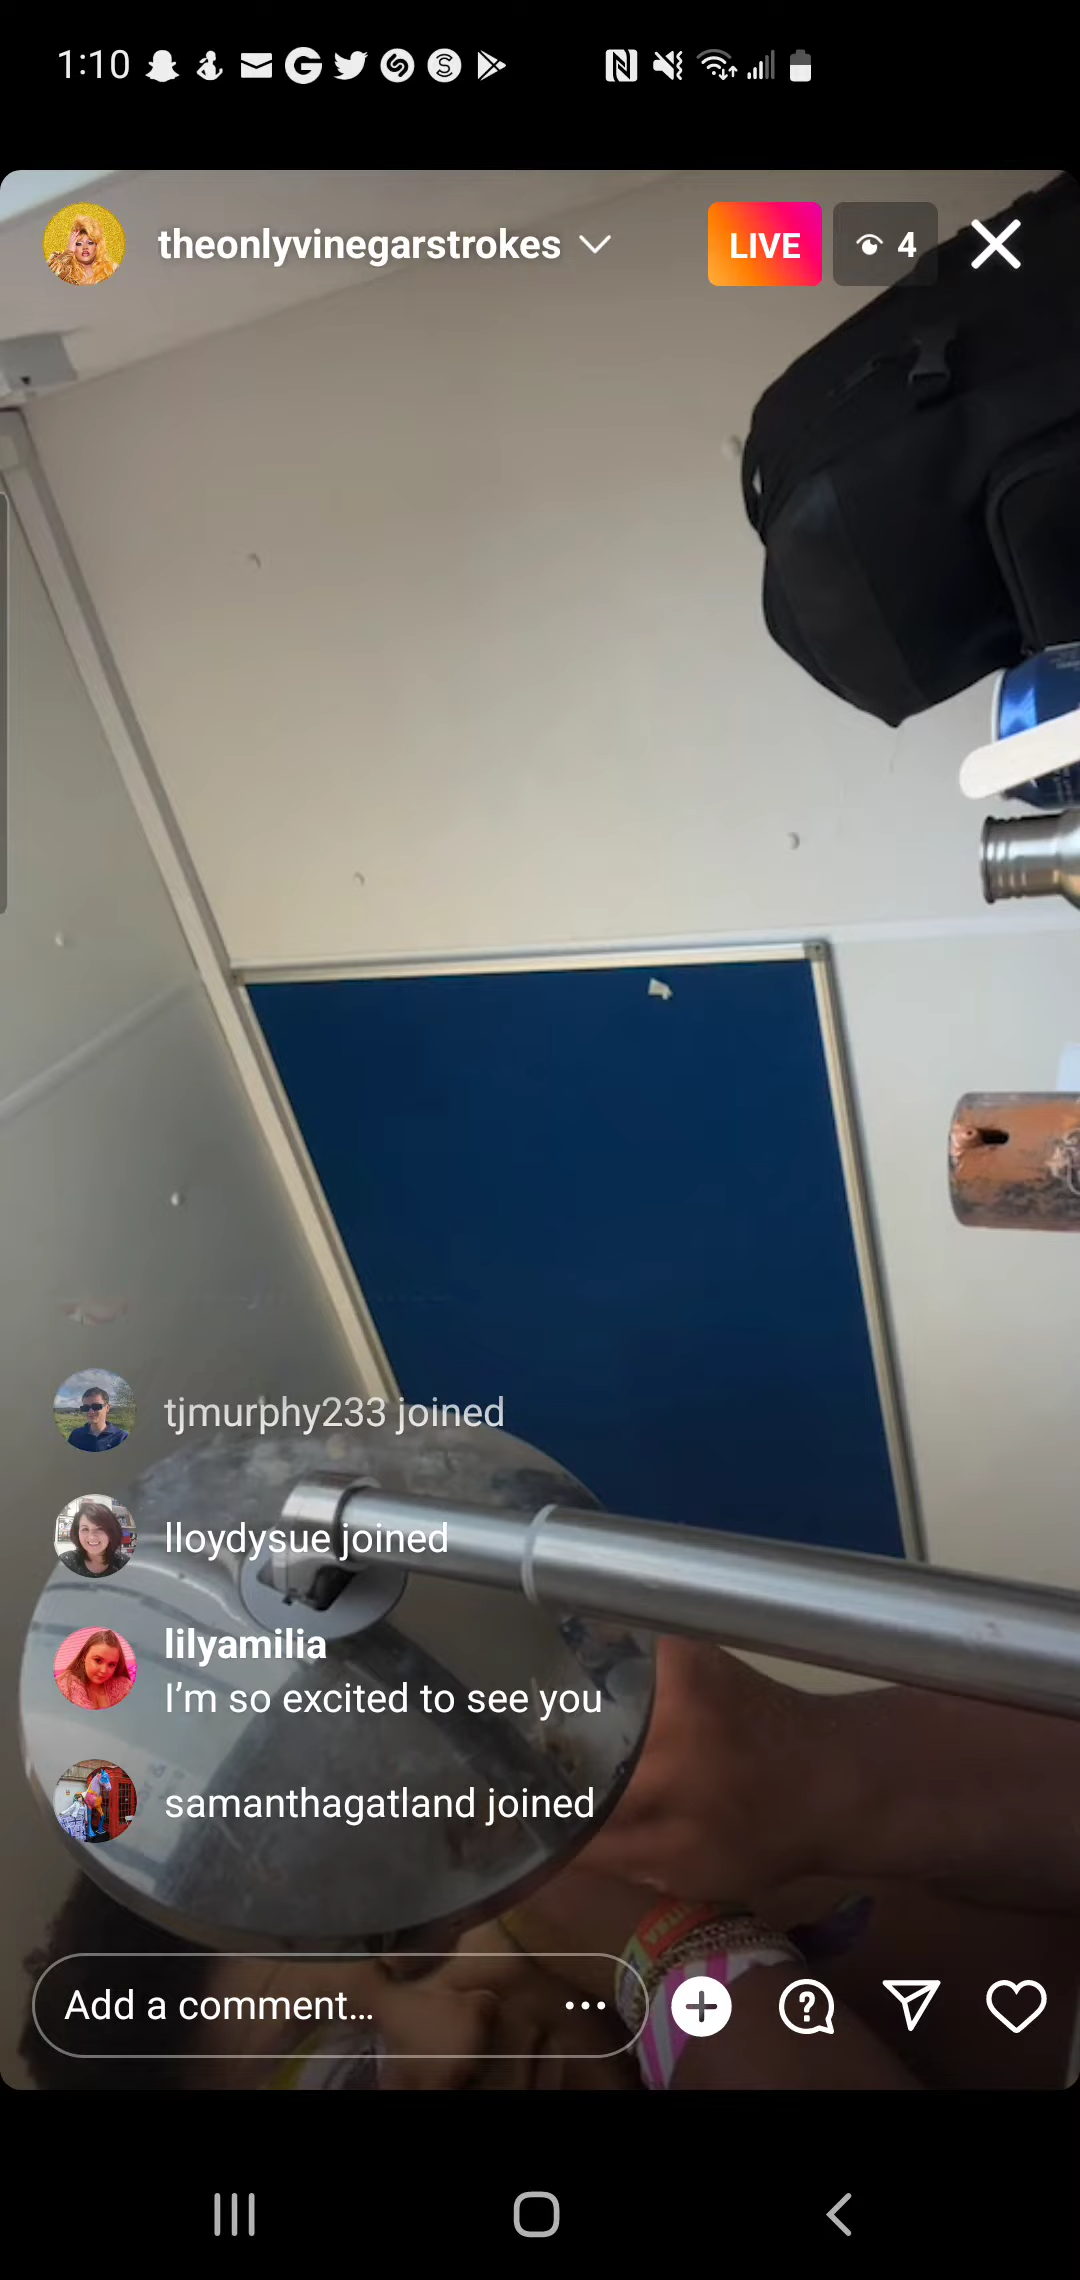 1:10
theonlyvinegarstrokes
LIVE
4
tjmurphy233 joined
lloydysue joined
lilyamilia
I'm so excited to see you
samanthagatland joined
Add a comment...